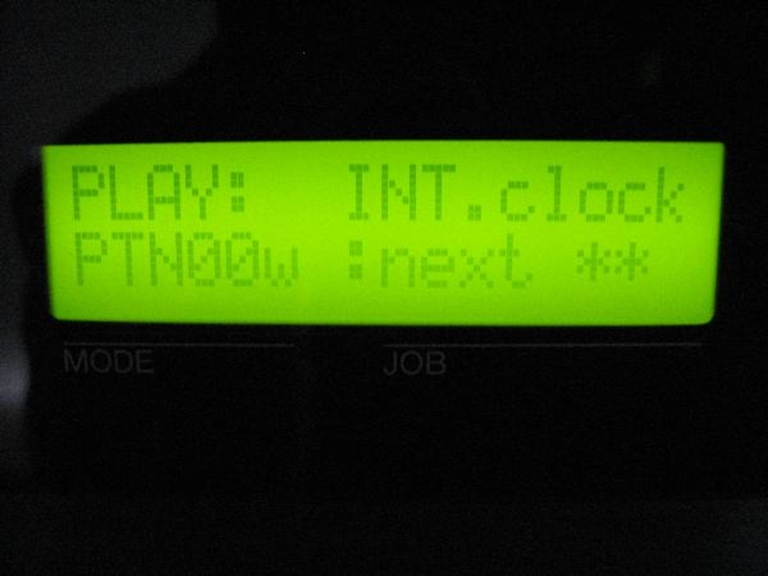 PLAY: INT.clock
PTN00w :next **
MODE JOB